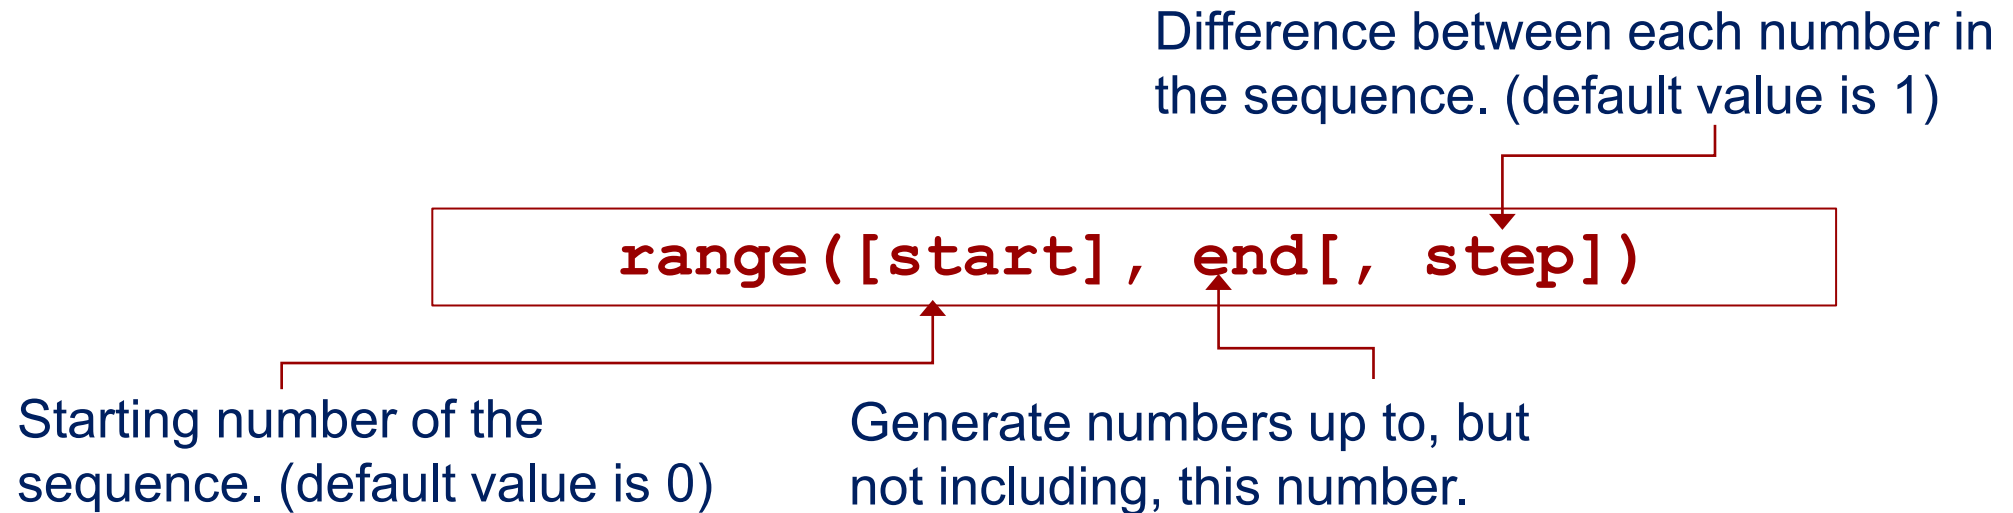 Difference between each number in
the sequence. (default value is 1)
range([start], end[, step])
Starting number of the
sequence. (default value is 0)
Generate numbers up to, but
not including, this number.